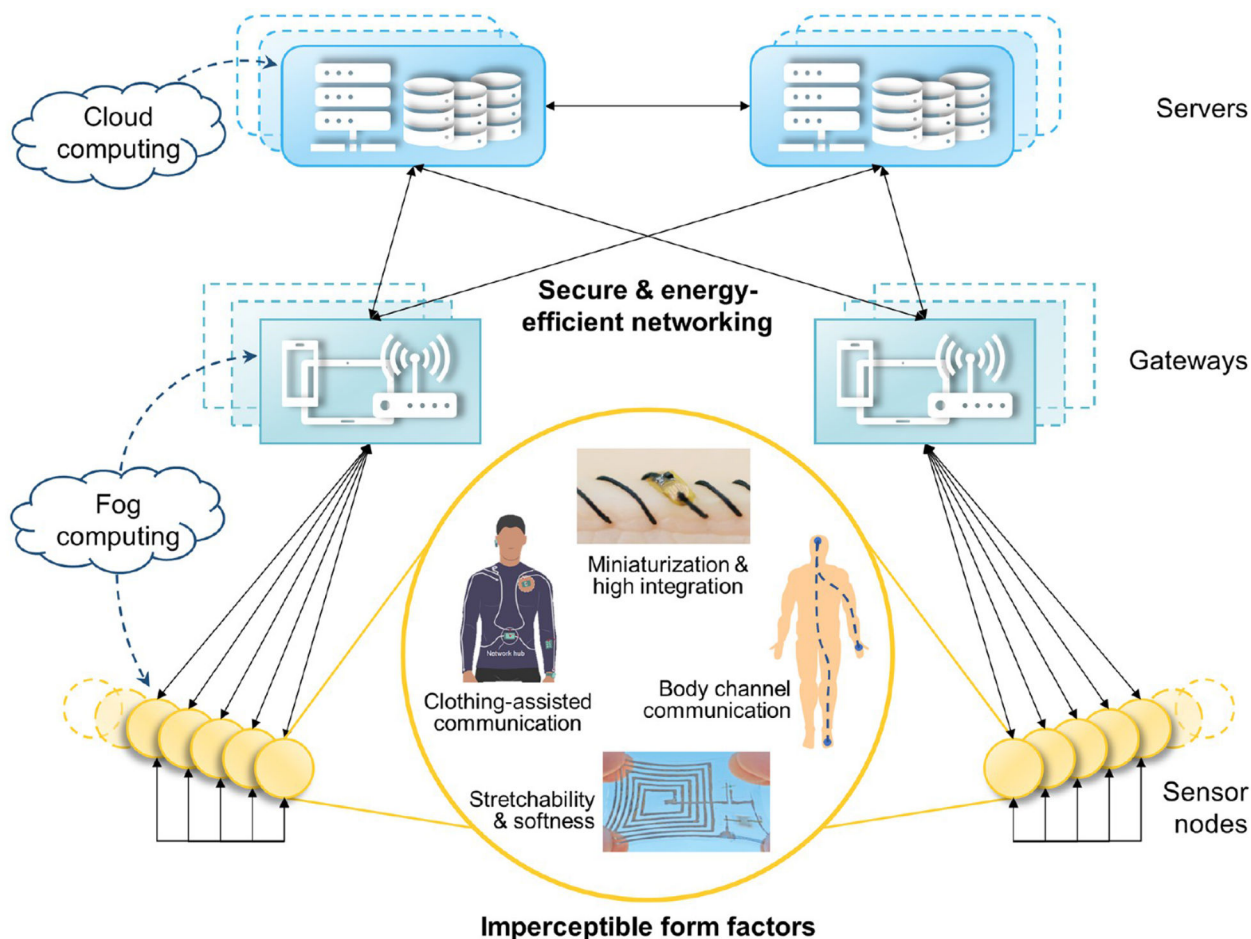 Cloud
computing
Servers
Secure & energy-
efficient networking
Gateways
Fog
computing
Miniaturization &
high integration
Network hub
Clothing-assisted
communication
Body channel
communication
Stretchability
& softness
Sensor
nodes
Imperceptible form factors